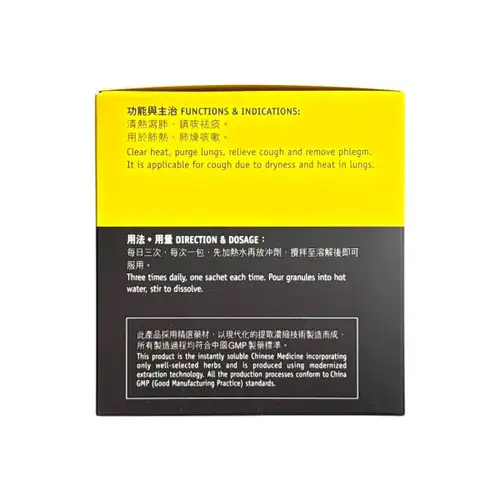 功能與主治 FUNCTIONS & INDICATIONS:
清熱瀉肺、鎮咳祛痰。
用於肺熱、肺燥咳嗽。
Clear heat, purge lungs, relieve cough and remove phlegm.
It is applicable for cough due to dryness and heat in lungs.
用法·用量 DIRECTION & DOSAGE：
每日三次，每次一包，先加熱水再放沖劑，攪拌至溶解後即可
服用。
Three times daily, one sachet each time. Pour granules into hot
water, stir to dissolve.
此產品採用精選藥材，以現代化的提取濃縮技術製造而成，
所有製造過程均符合中國GMP製藥標準。
This product is the instantly soluble Chinese Medicine incorporating
only well-selected herbs and is produced using modernized
extraction technology. All the production processes conform to China
GMP (Good Manufacturing Practice) standards.